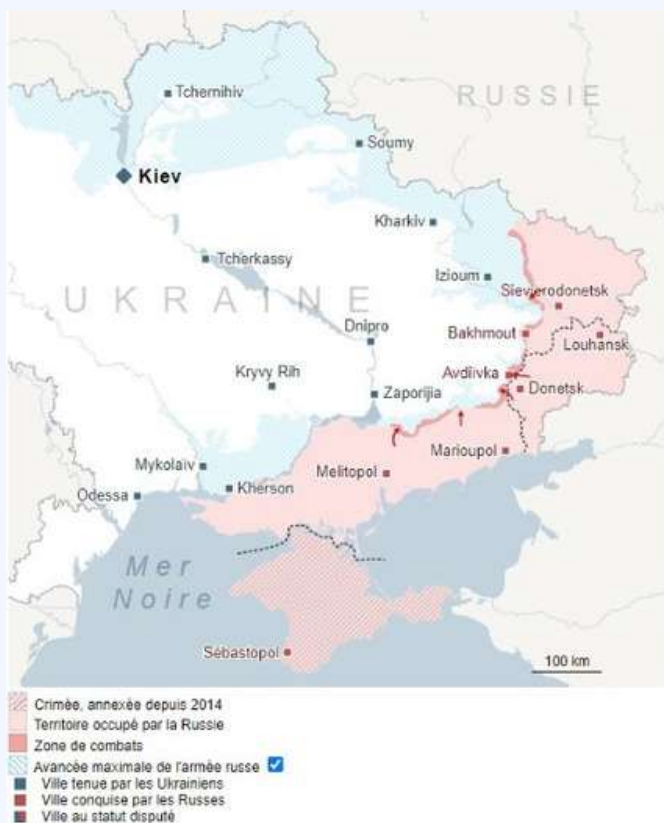 Tchernihiv
RUSSIE
Soumy
Kiev
Kharkiv
Tcherkassy
Izioum
Sievierodonetsk
UKRAINE
Dnipro
Bakhmout
Louhansk
Avdiivka
Kryvy Rih
Zaporijia
Donetsk
Marioupol
Mykolaïv
Melitopol
Odessa
Kherson
Mer
Noire
Sébastopol
100 km
Crimée, annexée depuis 2014
Territoire occupé par la Russie
Zone de combats
Avancée maximale de l'armée russe
Ville tenue par les Ukrainiens
Ville conquise par les Russes
Ville au statut disputé